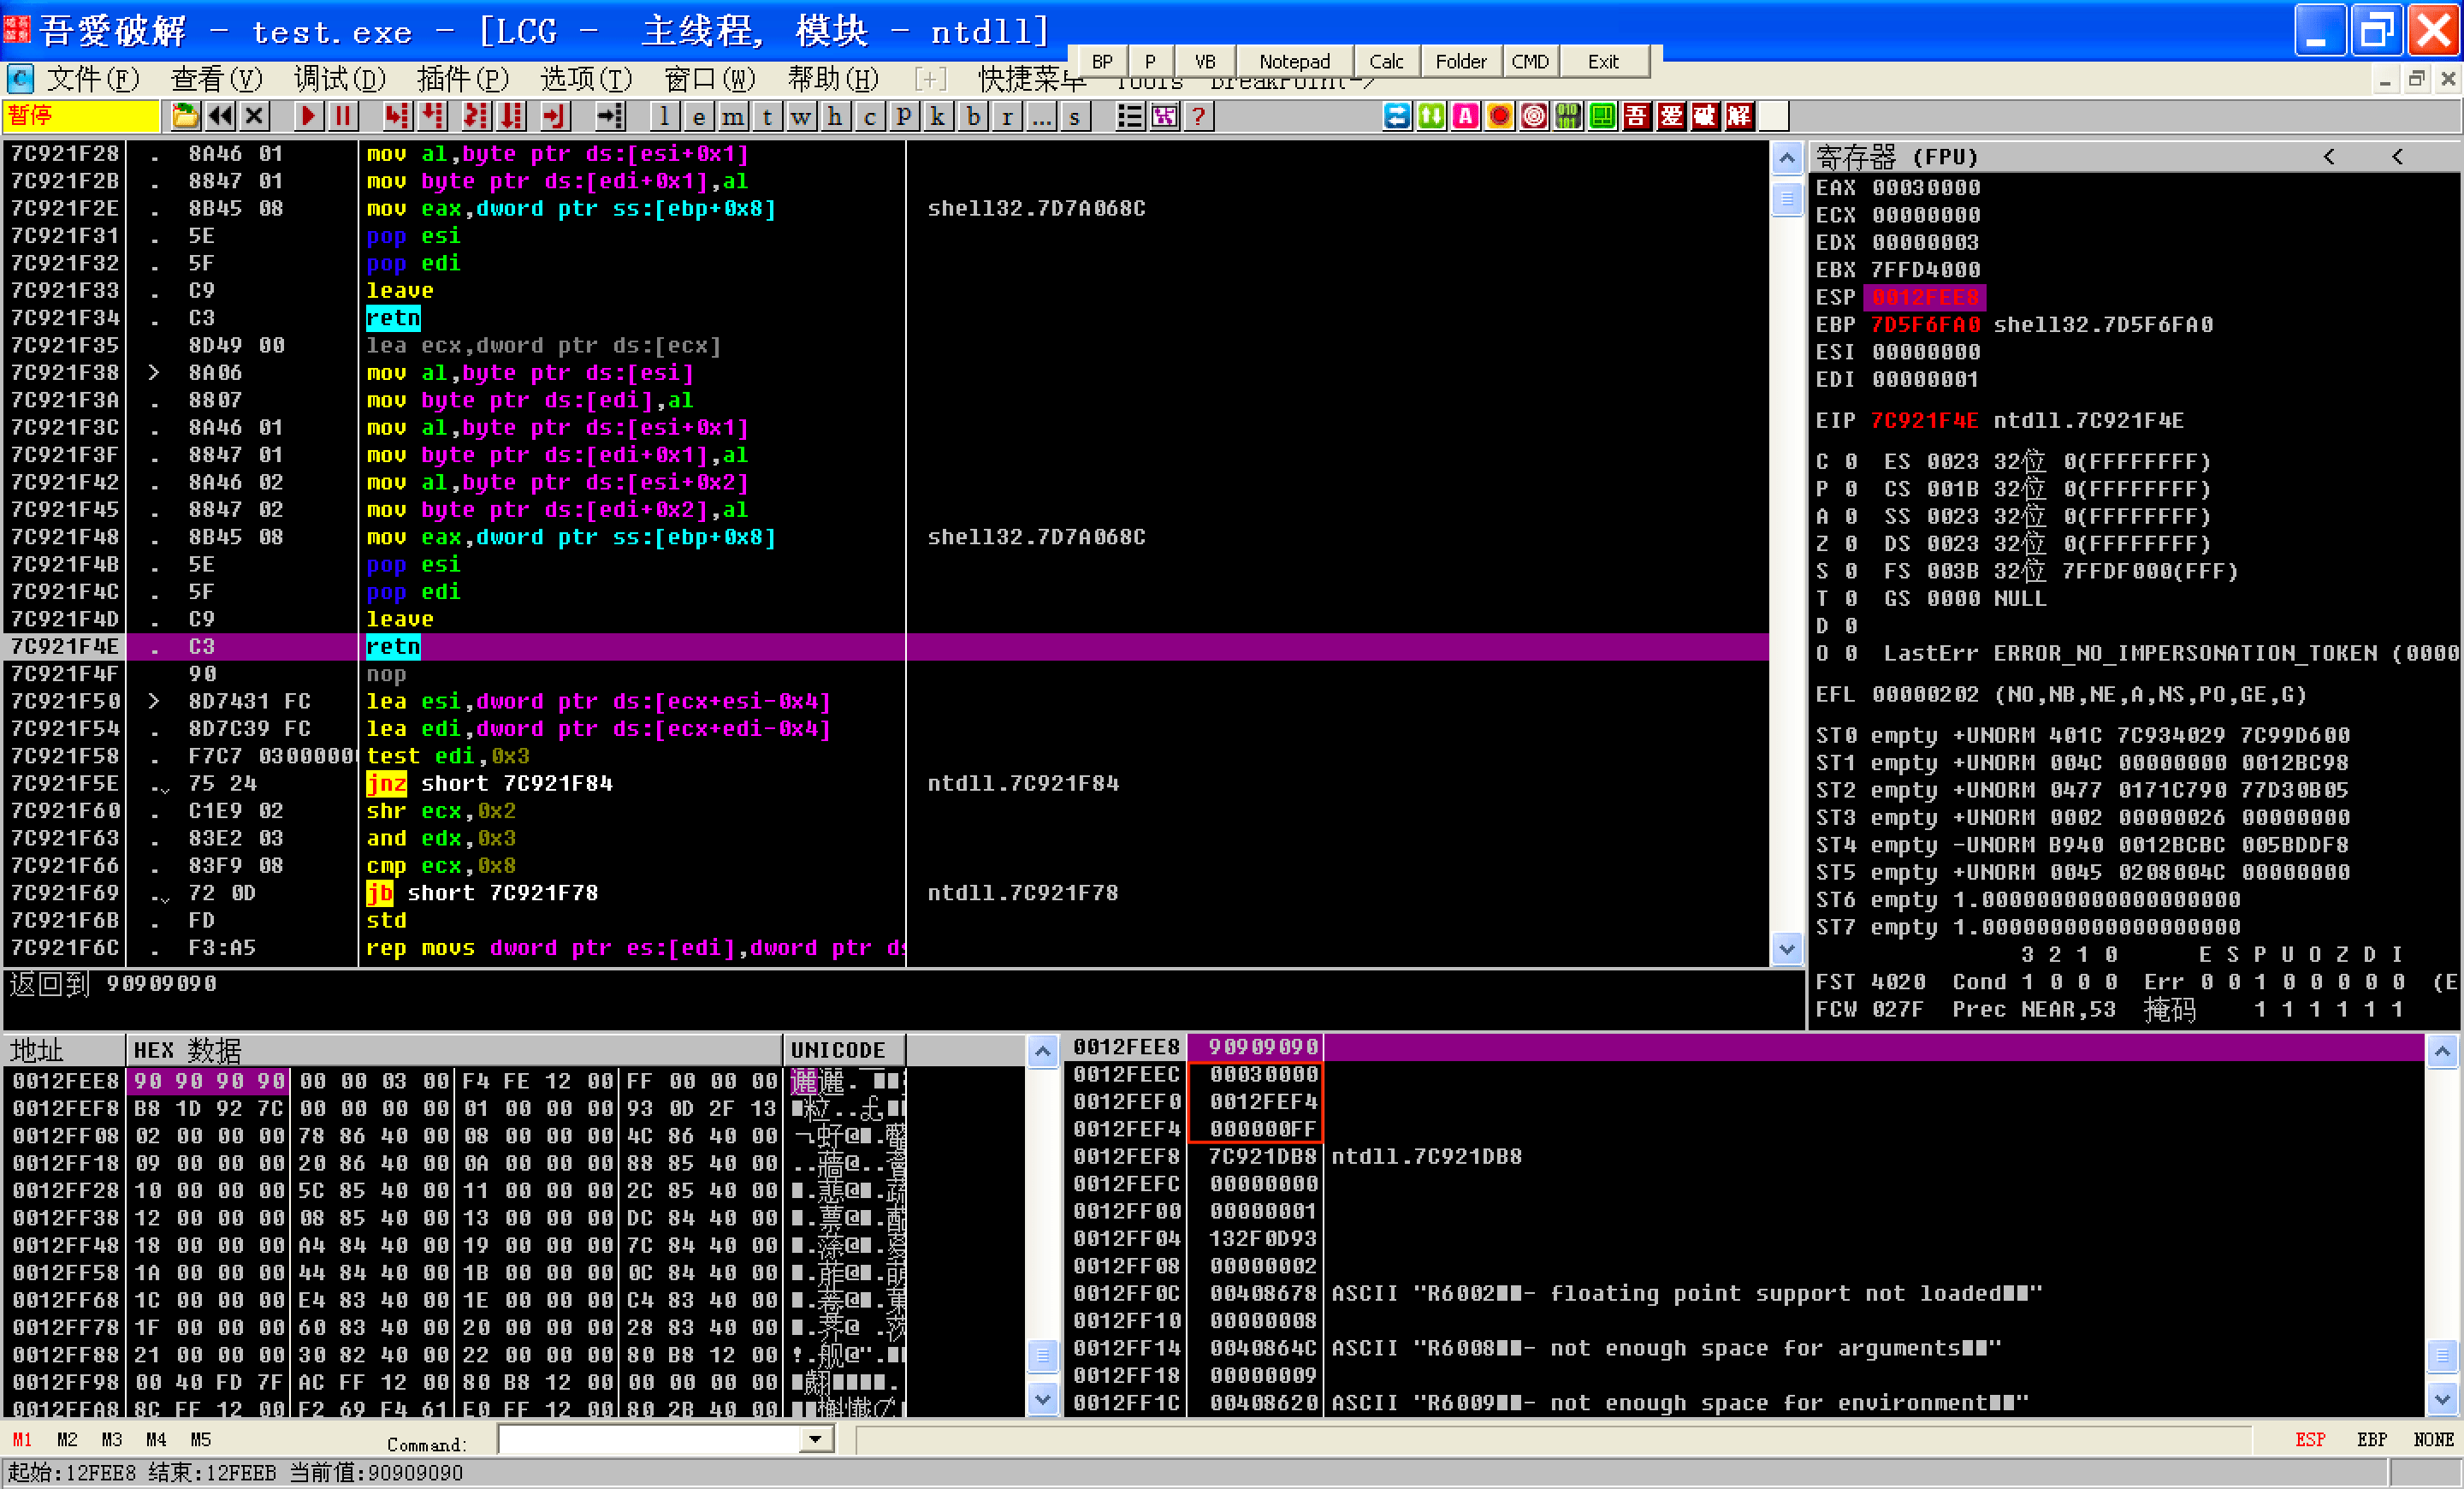 吾愛破解 - test.exe - [LCG - 主线程, 模块 - ntdll]
BP P VB Notepad Calc Folder CMD Exit
文件(F) 查看(V) 调试(D) 插件(P) 选项(T) 窗口(W) 帮助(H) [+] 快捷菜单 Tools BreakPoint->
暂停 l e m t w h c P k b r ... s ? 吾 爱 破 解
7C921F28 . 8A46 01 mov al,byte ptr ds:[esi+0x1]
7C921F2B . 8847 01 mov byte ptr ds:[edi+0x1],al
7C921F2E . 8B45 08 mov eax,dword ptr ss:[ebp+0x8] shell32.7D7A068C
7C921F31 . 5E pop esi
7C921F32 . 5F pop edi
7C921F33 . C9 leave
7C921F34 . C3 retn
7C921F35 8D49 00 lea ecx,dword ptr ds:[ecx]
7C921F38 > 8A06 mov al,byte ptr ds:[esi]
7C921F3A . 8807 mov byte ptr ds:[edi],al
7C921F3C . 8A46 01 mov al,byte ptr ds:[esi+0x1]
7C921F3F . 8847 01 mov byte ptr ds:[edi+0x1],al
7C921F42 . 8A46 02 mov al,byte ptr ds:[esi+0x2]
7C921F45 . 8847 02 mov byte ptr ds:[edi+0x2],al
7C921F48 . 8B45 08 mov eax,dword ptr ss:[ebp+0x8] shell32.7D7A068C
7C921F4B . 5E pop esi
7C921F4C . 5F pop edi
7C921F4D . C9 leave
7C921F4E . C3 retn
7C921F4F 90 nop
7C921F50 > 8D7431 FC lea esi,dword ptr ds:[ecx+esi-0x4]
7C921F54 . 8D7C39 FC lea edi,dword ptr ds:[ecx+edi-0x4]
7C921F58 . F7C7 0300000 test edi,0x3
7C921F5E . 75 24 jnz short 7C921F84 ntdll.7C921F84
7C921F60 . C1E9 02 shr ecx,0x2
7C921F63 . 83E2 03 and edx,0x3
7C921F66 . 83F9 08 cmp ecx,0x8
7C921F69 . 72 0D jb short 7C921F78 ntdll.7C921F78
7C921F6B . FD std
7C921F6C . F3:A5 rep movs dword ptr es:[edi],dword ptr ds
返回到 90909090
寄存器 (FPU) < <
EAX 00030000
ECX 00000000
EDX 00000003
EBX 7FFD4000
ESP 0012FEE8
EBP 7D5F6FA0 shell32.7D5F6FA0
ESI 00000000
EDI 00000001
EIP 7C921F4E ntdll.7C921F4E
C 0 ES 0023 32位 0(FFFFFFFF)
P 0 CS 001B 32位 0(FFFFFFFF)
A 0 SS 0023 32位 0(FFFFFFFF)
Z 0 DS 0023 32位 0(FFFFFFFF)
S 0 FS 003B 32位 7FFDF000(FFF)
T 0 GS 0000 NULL
D 0
O 0 LastErr ERROR_NO_IMPERSONATION_TOKEN (0000
EFL 00000202 (NO,NB,NE,A,NS,PO,GE,G)
ST0 empty +UNORM 401C 7C934029 7C99D600
ST1 empty +UNORM 004C 00000000 0012BC98
ST2 empty +UNORM 0477 0171C790 77D30B05
ST3 empty +UNORM 0002 00000026 00000000
ST4 empty -UNORM B940 0012BCBC 005BDDF8
ST5 empty +UNORM 0045 0208004C 00000000
ST6 empty 1.0000000000000000000
ST7 empty 1.0000000000000000000
3 2 1 0 E S P U O Z D I
FST 4020 Cond 1 0 0 0 Err 0 0 1 0 0 0 0 0 (E
FCW 027F Prec NEAR,53 掩码 1 1 1 1 1 1
地址 HEX 数据 UNICODE
0012FEE8 90 90 90 90 00 00 03 00 F4 FE 12 00 FF 00 00 00
0012FEF8 B8 1D 92 7C 00 00 00 00 01 00 00 00 93 0D 2F 13
0012FF08 02 00 00 00 78 86 40 00 08 00 00 00 4C 86 40 00
0012FF18 09 00 00 00 20 86 40 00 0A 00 00 00 88 85 40 00
0012FF28 10 00 00 00 5C 85 40 00 11 00 00 00 2C 85 40 00
0012FF38 12 00 00 00 08 85 40 00 13 00 00 00 DC 84 40 00
0012FF48 18 00 00 00 A4 84 40 00 19 00 00 00 7C 84 40 00
0012FF58 1A 00 00 00 44 84 40 00 1B 00 00 00 0C 84 40 00
0012FF68 1C 00 00 00 E4 83 40 00 1E 00 00 00 C4 83 40 00
0012FF78 1F 00 00 00 60 83 40 00 20 00 00 00 28 83 40 00
0012FF88 21 00 00 00 30 82 40 00 22 00 00 00 80 B8 12 00
0012FF98 00 40 FD 7F AC FF 12 00 80 B8 12 00 00 00 00 00
0012FFA8 8C FF 12 00 E2 69 F4 61 E0 FF 12 00 80 2B 40 00
0012FEE8 90909090
0012FEEC 00030000
0012FEF0 0012FEF4
0012FEF4 000000FF
0012FEF8 7C921DB8 ntdll.7C921DB8
0012FEFC 00000000
0012FF00 00000001
0012FF04 132F0D93
0012FF08 00000002
0012FF0C 00408678 ASCII "R6002■■- floating point support not loaded■■"
0012FF10 00000008
0012FF14 0040864C ASCII "R6008■■- not enough space for arguments■■"
0012FF18 00000009
0012FF1C 00408620 ASCII "R6009■■- not enough space for environment■■"
M1 M2 M3 M4 M5 Command: ESP EBP NONE
起始:12FEE8 结束:12FEEB 当前值:90909090